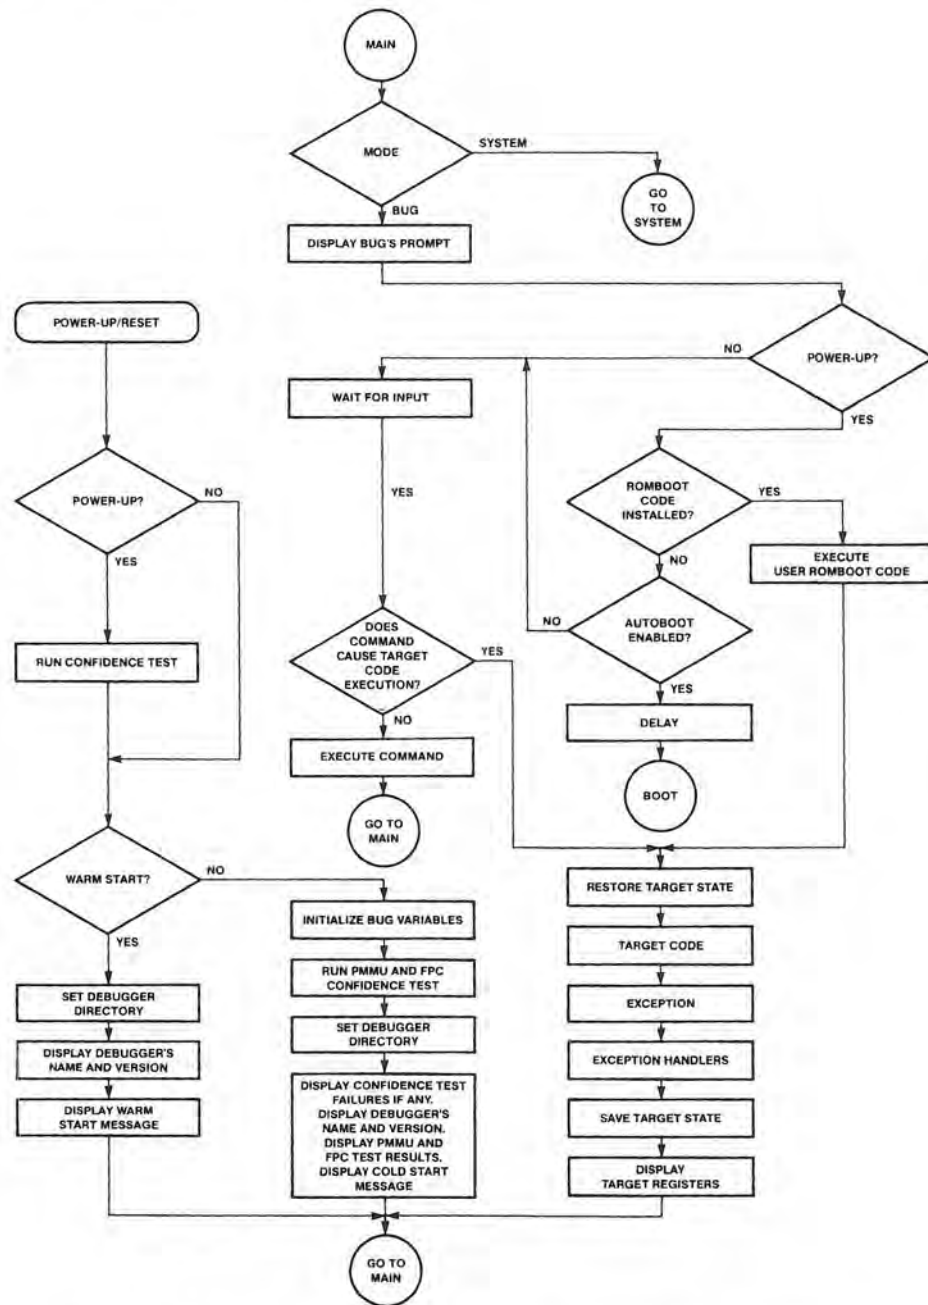 MAIN
MODE
SYSTEM
GO
TO
SYSTEM
BUG
DISPLAY BUG'S PROMPT
POWER-UP/RESET
POWER-UP?
NO
YES
WAIT FOR INPUT
YES
POWER-UP?
NO
YES
RUN CONFIDENCE TEST
ROMBOOT
CODE
INSTALLED?
YES
NO
EXECUTE
USER ROMBOOT CODE
DOES
COMMAND
CAUSE TARGET
CODE
EXECUTION?
YES
NO
AUTOBOOT
ENABLED?
NO
YES
DELAY
BOOT
EXECUTE COMMAND
GO TO
MAIN
WARM START?
NO
YES
SET DEBUGGER
DIRECTORY
DISPLAY DEBUGGER'S
NAME AND VERSION
DISPLAY WARM
START MESSAGE
INITIALIZE BUG VARIABLES
RUN PMMU AND FPC
CONFIDENCE TEST
SET DEBUGGER
DIRECTORY
DISPLAY CONFIDENCE TEST
FAILURES IF ANY.
DISPLAY DEBUGGER'S
NAME AND VERSION.
DISPLAY PMMU AND
FPC TEST RESULTS.
DISPLAY COLD START
MESSAGE
RESTORE TARGET STATE
TARGET CODE
EXCEPTION
EXCEPTION HANDLERS
SAVE TARGET STATE
DISPLAY
TARGET REGISTERS
GO TO
MAIN